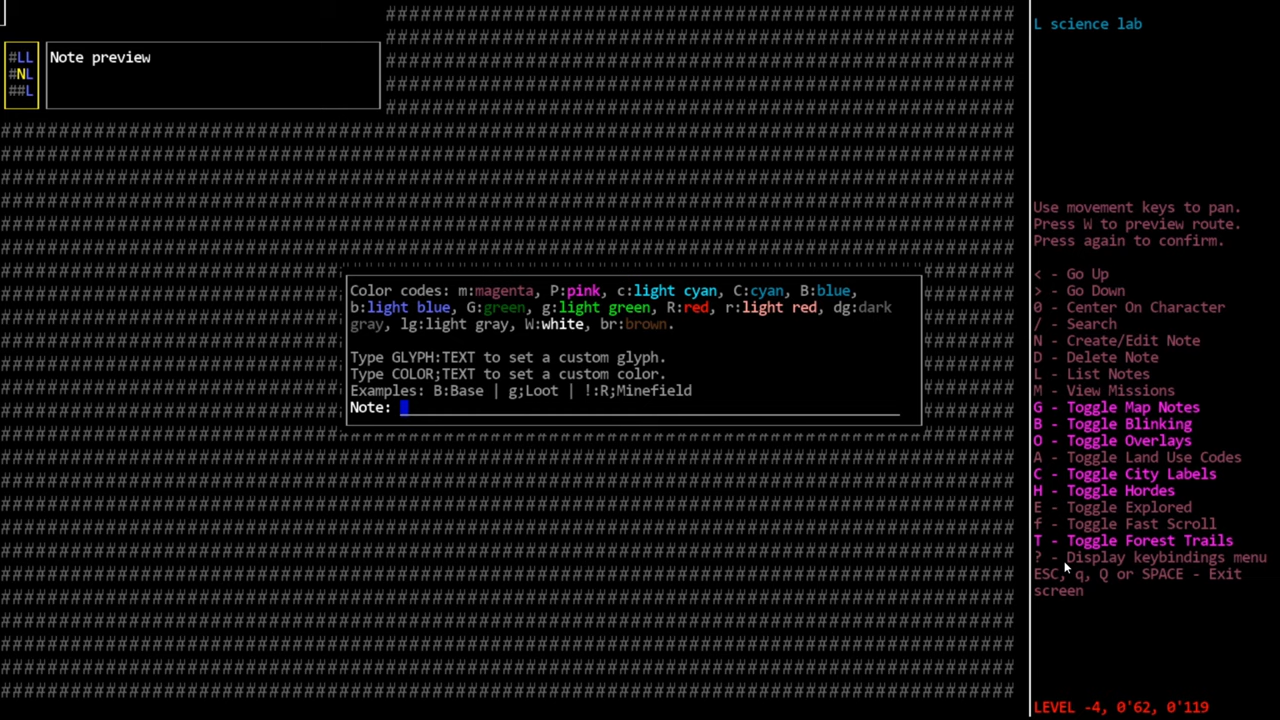 L science lab
#LL
#NL
##L
Note preview
Use movement keys to pan.
Press W to preview route.
Press again to confirm.
< - Go Up
> - Go Down
0 - Center On Character
/ - Search
N - Create/Edit Note
D - Delete Note
L - List Notes
M - View Missions
G - Toggle Map Notes
B - Toggle Blinking
O - Toggle Overlays
A - Toggle Land Use Codes
C - Toggle City Labels
H - Toggle Hordes
E - Toggle Explored
f - Toggle Fast Scroll
T - Toggle Forest Trails
? - Display keybindings menu
ESC, q, Q or SPACE - Exit
screen
Color codes: m:magenta, P:pink, c:light cyan, C:cyan, B:blue,
b:light blue, G:green, g:light green, R:red, r:light red, dg:dark
gray, lg:light gray, W:white, br:brown.
Type GLYPH:TEXT to set a custom glyph.
Type COLOR;TEXT to set a custom color.
Examples: B:Base | g;Loot | !:R;Minefield
Note:
LEVEL -4, 0'62, 0'119